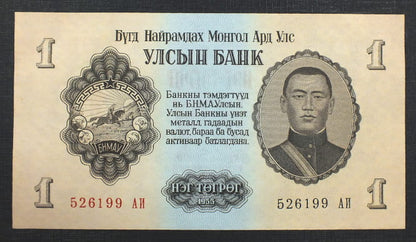 Бүгд Найрамдах Монгол Ард Улс
1 УЛСЫН БАНК 1
Банкны тэмдэгтүүд
нь БНМАУлсын.
Улсын Банкны үнэт
металл, гадаадын
валют, бараа ба бусад
активаар батлагдана.
БНМАУ
1 НЭГ ТӨГРӨГ 1
1955
526199 АИ
526199 АИ